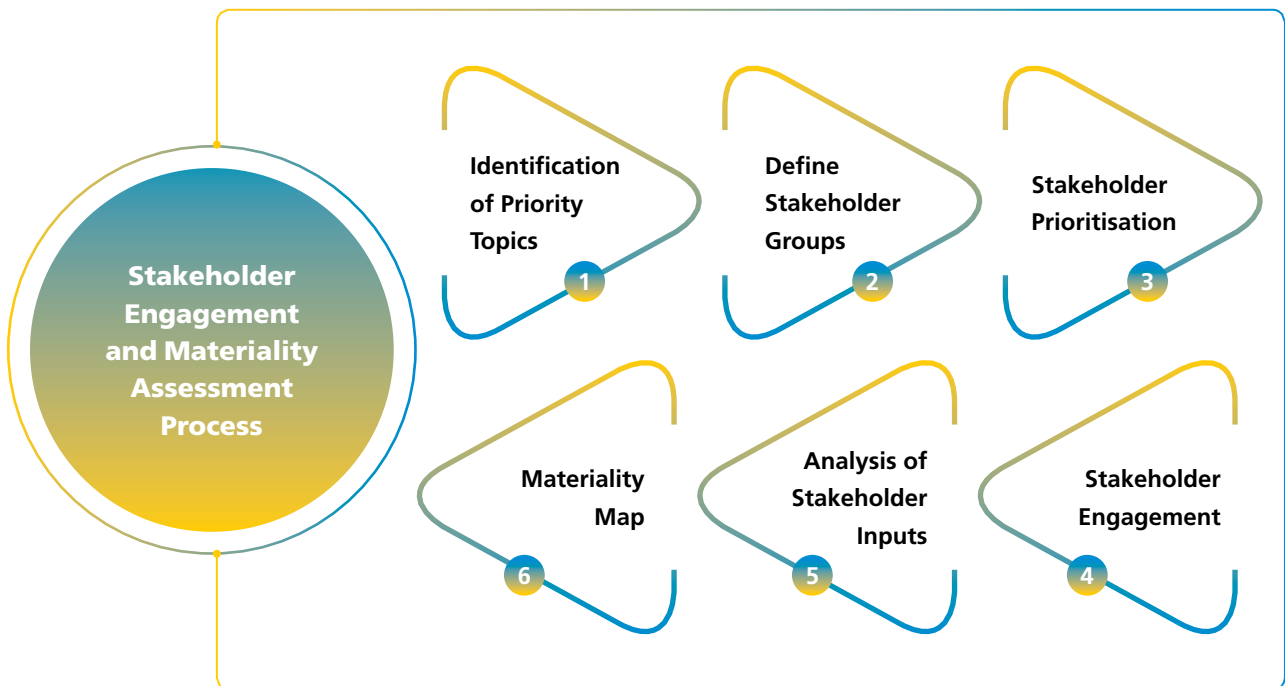 Stakeholder
Engagement
and Materiality
Assessment
Process
Identification
of Priority
Topics
1
Define
Stakeholder
Groups
2
Stakeholder
Prioritisation
3
Stakeholder
Engagement
4
Analysis of
Stakeholder
Inputs
5
Materiality
Map
6